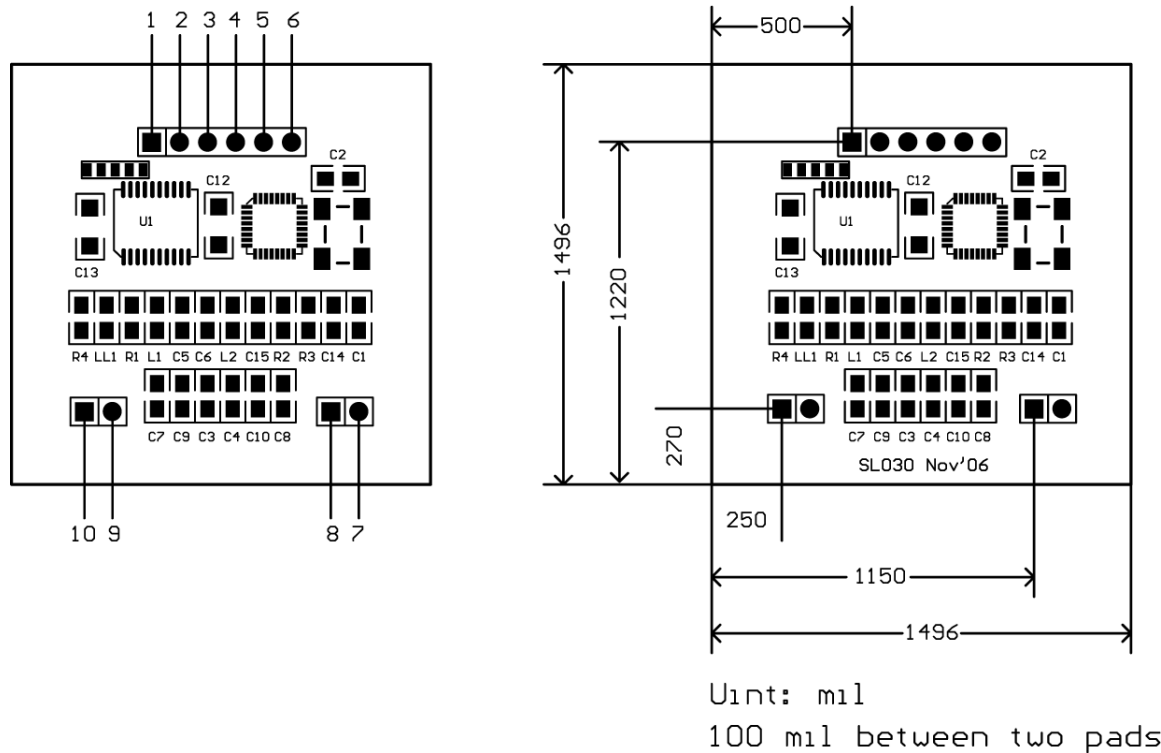 1 2 3 4 5 6
C2
C12
U1
C13
R4 LL1 R1 L1 C5 C6 L2 C15 R2 R3 C14 C1
C7 C9 C3 C4 C10 C8
10 9 8 7
500
C2
C12
U1
1496
1220
C13
R4 LL1 R1 L1 C5 C6 L2 C15 R2 R3 C14 C1
270
C7 C9 C3 C4 C10 C8
SL030 Nov'06
250
1150
1496
Uint: mil
100 mil between two pads